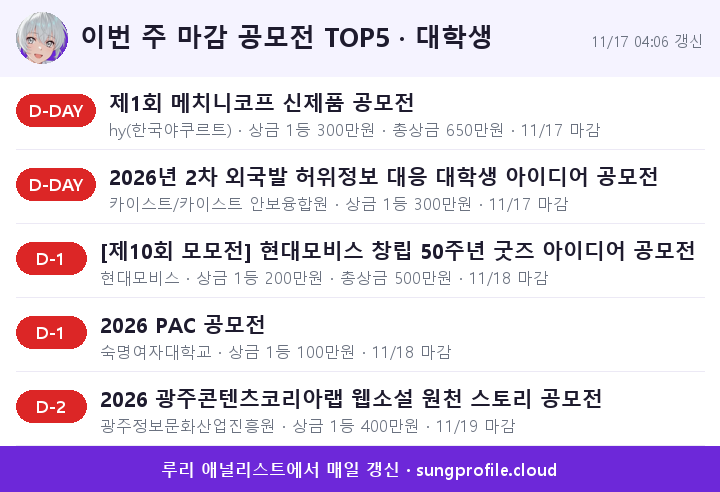 이번 주 마감 공모전 TOP5 · 대학생
11/17 04:06 갱신
D-DAY
제1회 메치니코프 신제품 공모전
hy(한국야쿠르트) · 상금 1등 300만원 · 총상금 650만원 · 11/17 마감
D-DAY
2026년 2차 외국발 허위정보 대응 대학생 아이디어 공모전
카이스트/카이스트 안보융합원 · 상금 1등 300만원 · 11/17 마감
D-1
[제10회 모모전] 현대모비스 창립 50주년 굿즈 아이디어 공모전
현대모비스 · 상금 1등 200만원 · 총상금 500만원 · 11/18 마감
D-1
2026 PAC 공모전
숙명여자대학교 · 상금 1등 100만원 · 11/18 마감
D-2
2026 광주콘텐츠코리아랩 웹소설 원천 스토리 공모전
광주정보문화산업진흥원 · 상금 1등 400만원 · 11/19 마감
루리 애널리스트에서 매일 갱신 · sungprofile.cloud